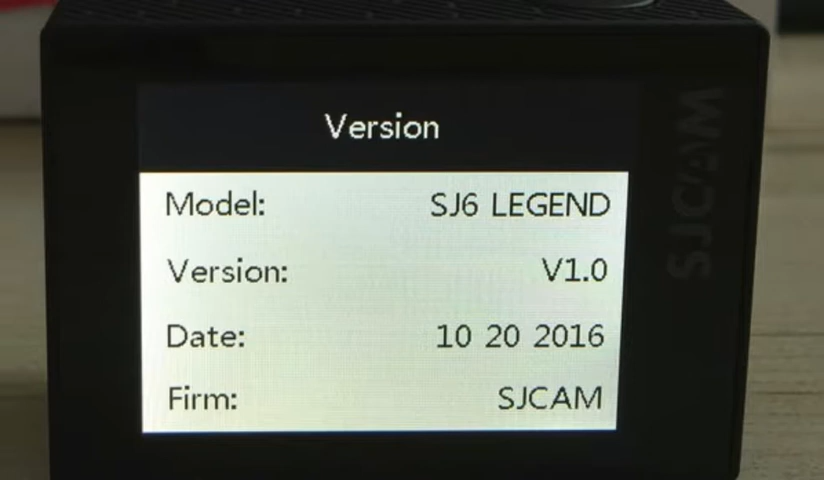 Version
Model: SJ6 LEGEND
Version: V1.0
Date: 10 20 2016
Firm: SJCAM
SJCAM